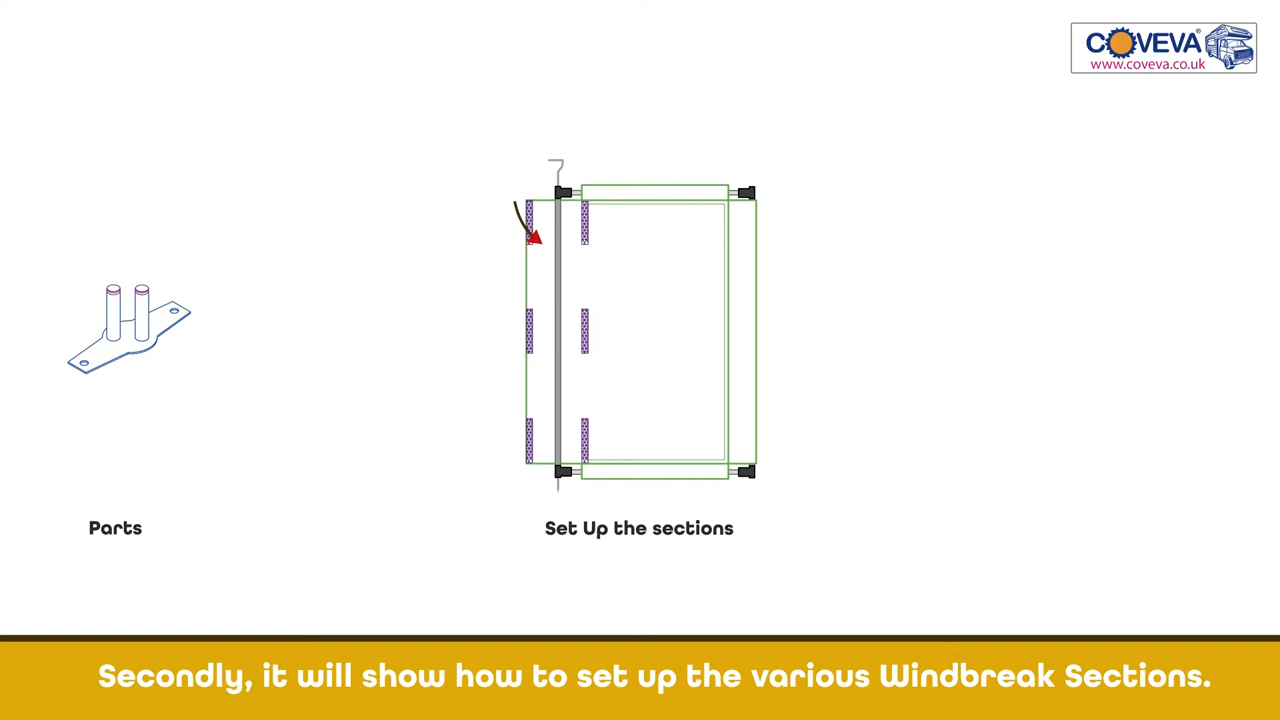 COVEVA®
www.coveva.co.uk
Parts
Set Up the sections
Secondly, it will show how to set up the various Windbreak Sections.